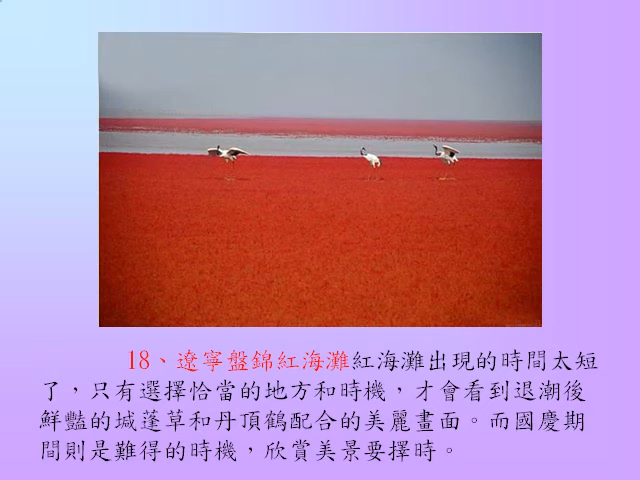 18、遼寧盤錦紅海灘紅海灘出現的時間太短
了，只有選擇恰當的地方和時機，才會看到退潮後
鮮豔的城蓬草和丹頂鶴配合的美麗畫面。而國慶期
間則是難得的時機，欣賞美景要擇時。